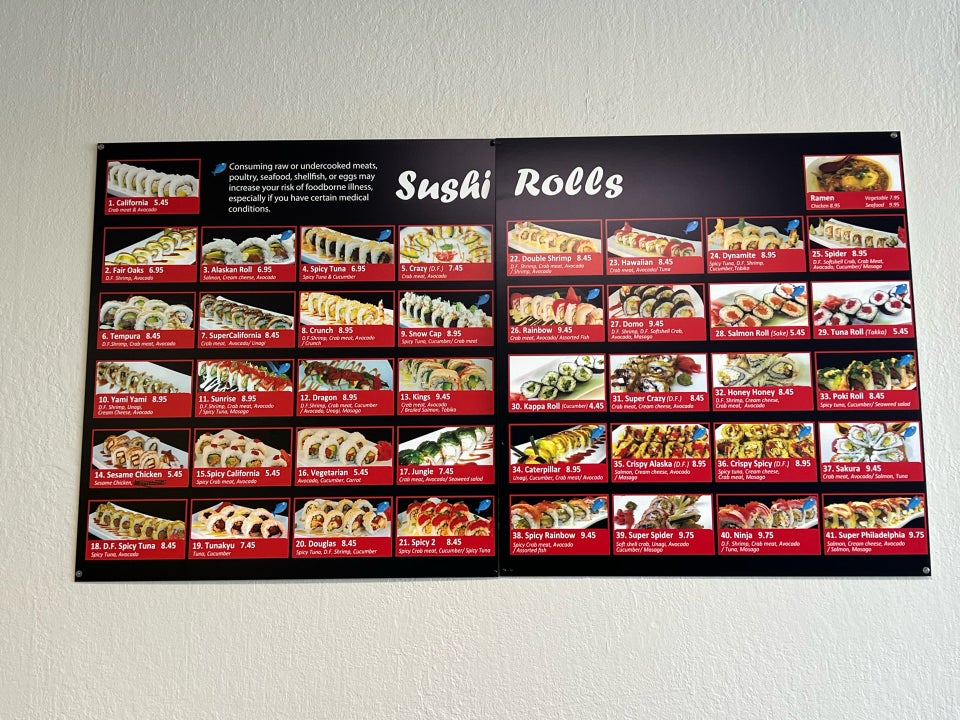 Consuming raw or undercooked meats,
poultry, seafood, shellfish, or eggs may
increase your risk of foodborne illness,
especially if you have certain medical
conditions.
Sushi Rolls
1. California 5.45
Crab meat & Avocado
Ramen
Vegetable 7.95
Chicken 8.95 Seafood 9.95
2. Fair Oaks 6.95
D.F. Shrimp, Avocado
3. Alaskan Roll 6.95
Salmon, Cream cheese, Avocado
4. Spicy Tuna 6.95
Spicy Tuna & Cucumber
5. Crazy (D.F.) 7.45
Crab meat, Avocado
6. Tempura 8.45
D.F.Shrimp, Crab meat, Avocado
7. SuperCalifornia 8.45
Crab meat, Avocado/ Unagi
8. Crunch 8.95
D.F.Shrimp, Crab meat, Avocado
/ Crunch
9. Snow Cap 8.95
Spicy Tuna, Cucumber/ Crab meat
10. Yami Yami 8.95
D.F. Shrimp, Unagi,
Cream Cheese, Avocado
11. Sunrise 8.95
D.F. Shrimp, Crab meat, Avocado
/ Spicy Tuna, Masago
12. Dragon 8.95
D.F. Shrimp, Crab meat, Cucumber
/ Avocado, Unagi, Masago
13. Kings 9.45
Crab meat, Avocado
/ Broiled Salmon, Tobiko
14. Sesame Chicken 5.45
Sesame Chicken,
15.Spicy California 5.45
Spicy Crab meat, Avocado
16. Vegetarian 5.45
Avocado, Cucumber, Carrot
17. Jungle 7.45
Crab meat, Avocado/ Seaweed salad
18. D.F. Spicy Tuna 8.45
Spicy Tuna, Avocado
19. Tunakyu 7.45
Tuna, Cucumber
20. Douglas 8.45
Spicy Tuna, D.F. Shrimp, Cucumber
21. Spicy 2 8.45
Spicy Crab meat, Cucumber/ Spicy Tuna
22. Double Shrimp 8.45
D.F. Shrimp, Crab meat, Avocado
/ Shrimp, Avocado
23. Hawaiian 8.45
Crab meat, Avocado/ Tuna
24. Dynamite 8.95
Spicy Tuna, D.F. Shrimp,
Cucumber,Tobiko
25. Spider 8.95
D.F. Softshell Crab, Crab Meat,
Avocado, Cucumber/ Masago
26. Rainbow 9.45
Crab meat, Avocado/ Assorted Fish
27. Domo 9.45
D.F. Shrimp, D.F. Softshell Crab,
Avocado, Masago
28. Salmon Roll (Sake) 5.45
29. Tuna Roll (Takka) 5.45
30. Kappa Roll (Cucumber) 4.45
31. Super Crazy (D.F.) 8.45
Crab meat, Cream cheese, Avocado
32. Honey Honey 8.45
D.F. Shrimp, Cream cheese,
Crab meat, Avocado
33. Poki Roll 8.45
Spicy tuna, cucumber/ Seaweed salad
34. Caterpillar 8.95
Unagi, Cucumber, Crab meat/ Avocado
35. Crispy Alaska (D.F.) 8.95
Salmon, Cream cheese, Avocado
/ Masago
36. Crispy Spicy (D.F.) 8.95
Spicy tuna, Cream cheese,
Crab meat, Masago
37. Sakura 9.45
Crab meat, Avocado/ Salmon, Tuna
38. Spicy Rainbow 9.45
Spicy Crab meat, Avocado
/ Assorted fish
39. Super Spider 9.75
Soft shell crab, Unagi, Avocado
Cucumber/ Masago
40. Ninja 9.75
D.F. Shrimp, Crab meat, Avocado
/ Tuna, Masago
41. Super Philadelphia 9.75
Salmon, Cream cheese, Avocado
/ Salmon, Masago